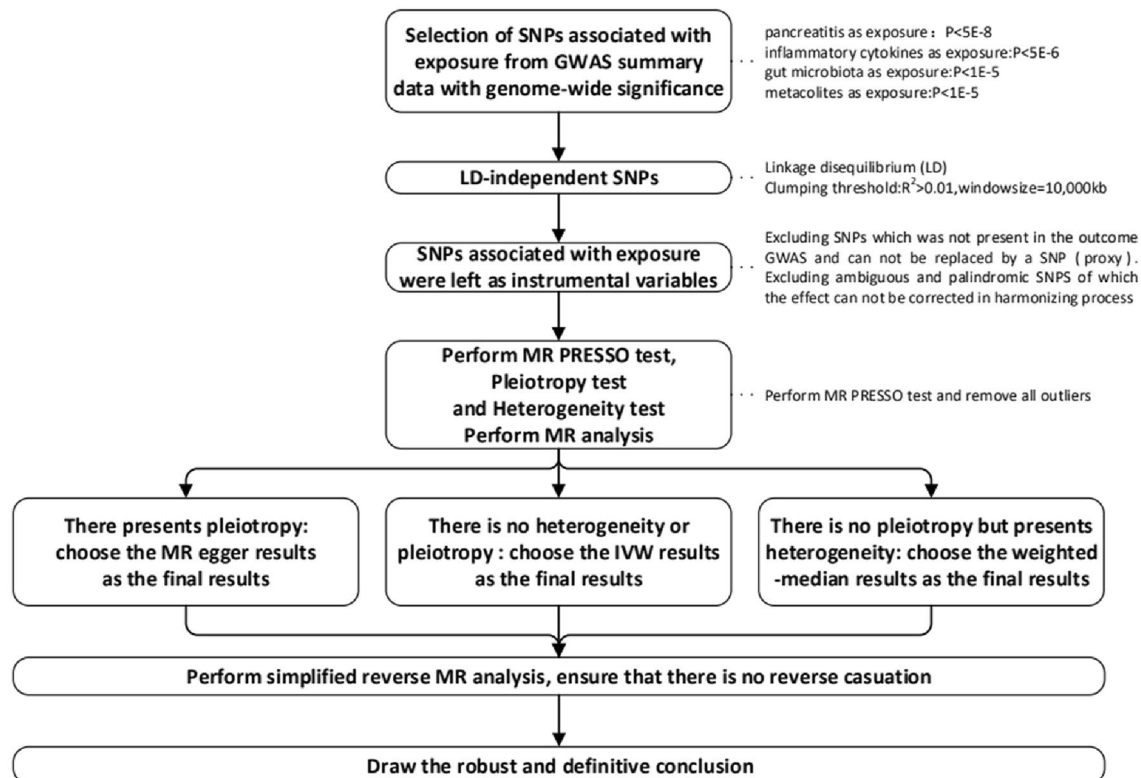 Selection of SNPs associated with
exposure from GWAS summary
data with genome-wide significance
pancreatitis as exposure：P<5E-8
inflammatory cytokines as exposure:P<5E-6
gut microbiota as exposure:P<1E-5
metacolites as exposure:P<1E-5
LD-independent SNPs
Linkage disequilibrium (LD)
Clumping threshold:R²>0.01,windowsize=10,000kb
SNPs associated with exposure
were left as instrumental variables
Excluding SNPs which was not present in the outcome
GWAS and can not be replaced by a SNP ( proxy ) .
Excluding ambiguous and palindromic SNPS of which
the effect can not be corrected in harmonizing process
Perform MR PRESSO test,
Pleiotropy test
and Heterogeneity test
Perform MR analysis
Perform MR PRESSO test and remove all outliers
There presents pleiotropy:
choose the MR egger results
as the final results
There is no heterogeneity or
pleiotropy : choose the IVW results
as the final results
There is no pleiotropy but presents
heterogeneity: choose the weighted
-median results as the final results
Perform simplified reverse MR analysis, ensure that there is no reverse casuation
Draw the robust and definitive conclusion